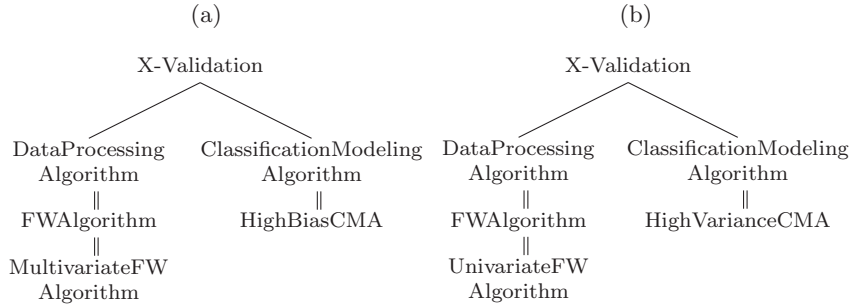 (a)
X-Validation
DataProcessing
Algorithm
FWAlgorithm
MultivariateFW
Algorithm
ClassificationModeling
Algorithm
HighBiasCMA
(b)
X-Validation
DataProcessing
Algorithm
FWAlgorithm
UnivariateFW
Algorithm
ClassificationModeling
Algorithm
HighVarianceCMA